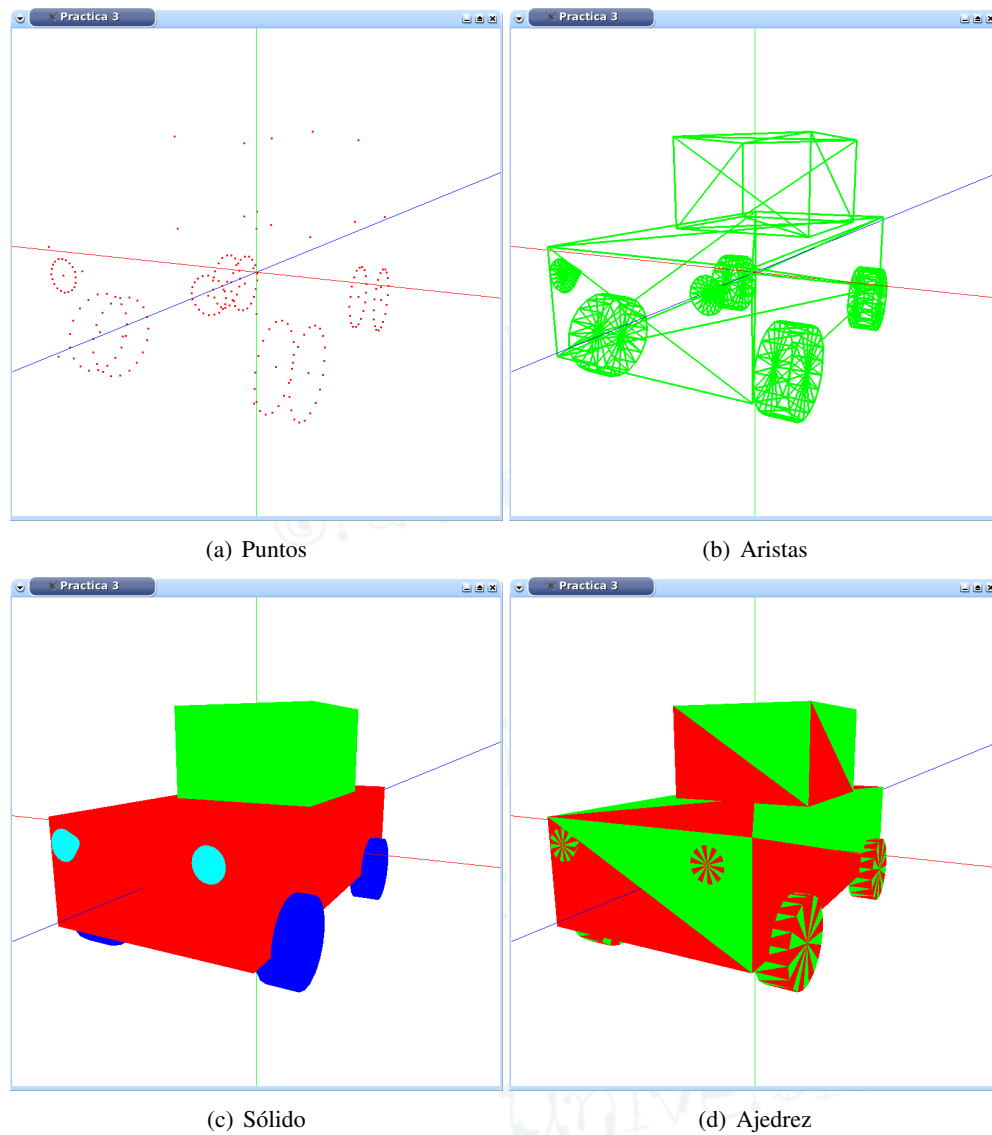 Practica 3
Practica 3
(a) Puntos
(b) Aristas
Practica 3
Practica 3
(c) Sólido
(d) Ajedrez